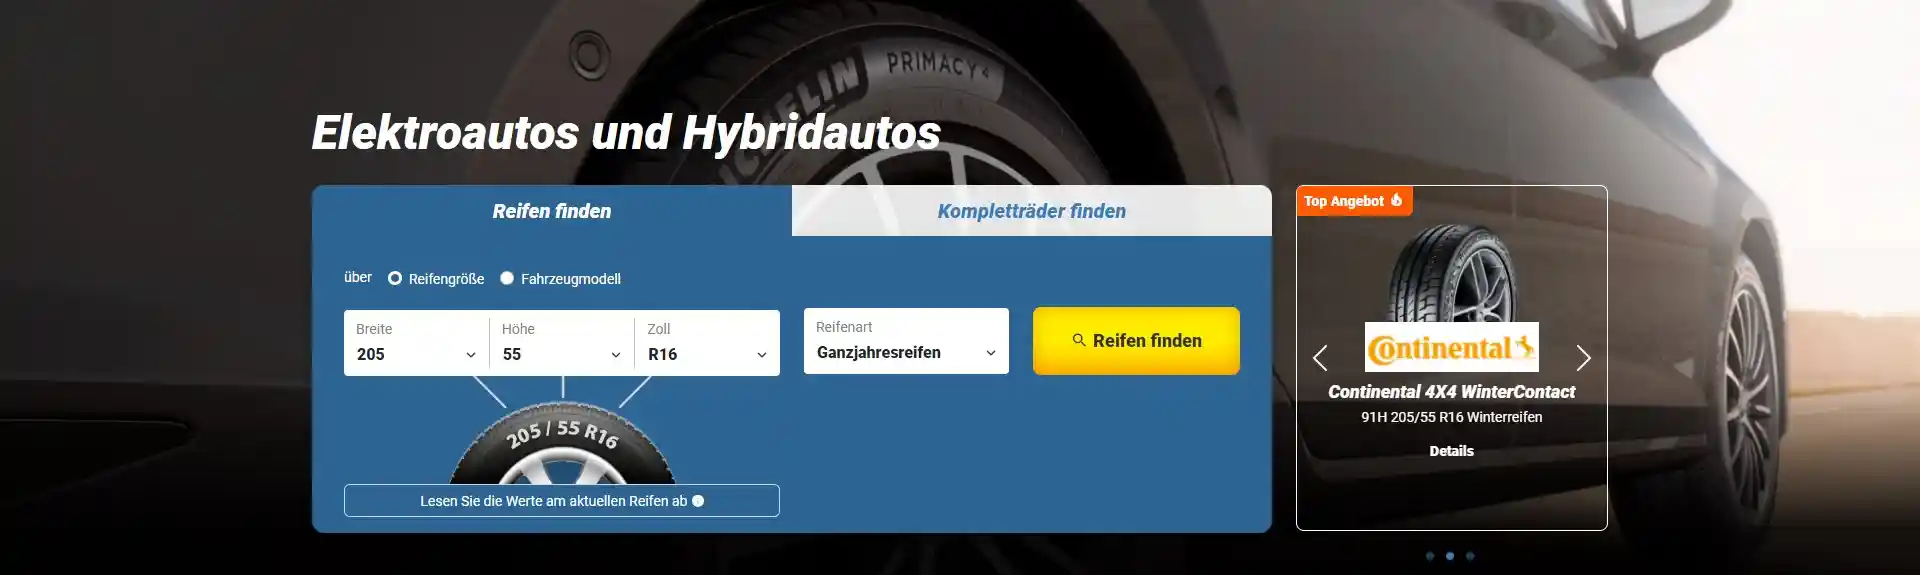 MICHELIN PRIMACY 4
Elektroautos und Hybridautos
Reifen finden
Kompletträder finden
über Reifengröße Fahrzeugmodell
Breite Höhe Zoll
205 55 R16
Reifenart
Ganzjahresreifen
Reifen finden
205 / 55 R16
Lesen Sie die Werte am aktuellen Reifen ab
Top Angebot
Continental
Continental 4X4 WinterContact
91H 205/55 R16 Winterreifen
Details